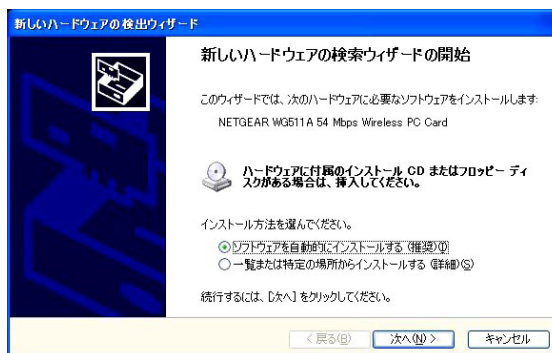 新しいハードウェアの検出ウィザード
新しいハードウェアの検索ウィザードの開始
このウィザードでは、次のハードウェアに必要なソフトウェアをインストールします:
NETGEAR WG511A 54 Mbps Wireless PC Card
ハードウェアに付属のインストール CD またはフロッピー ディ
スクがある場合は、挿入してください。
インストール方法を選んでください。
ソフトウェアを自動的にインストールする (推奨)(I)
一覧または特定の場所からインストールする (詳細)(S)
続行するには、[次へ] をクリックしてください。
< 戻る(B)
次へ(N) >
キャンセル